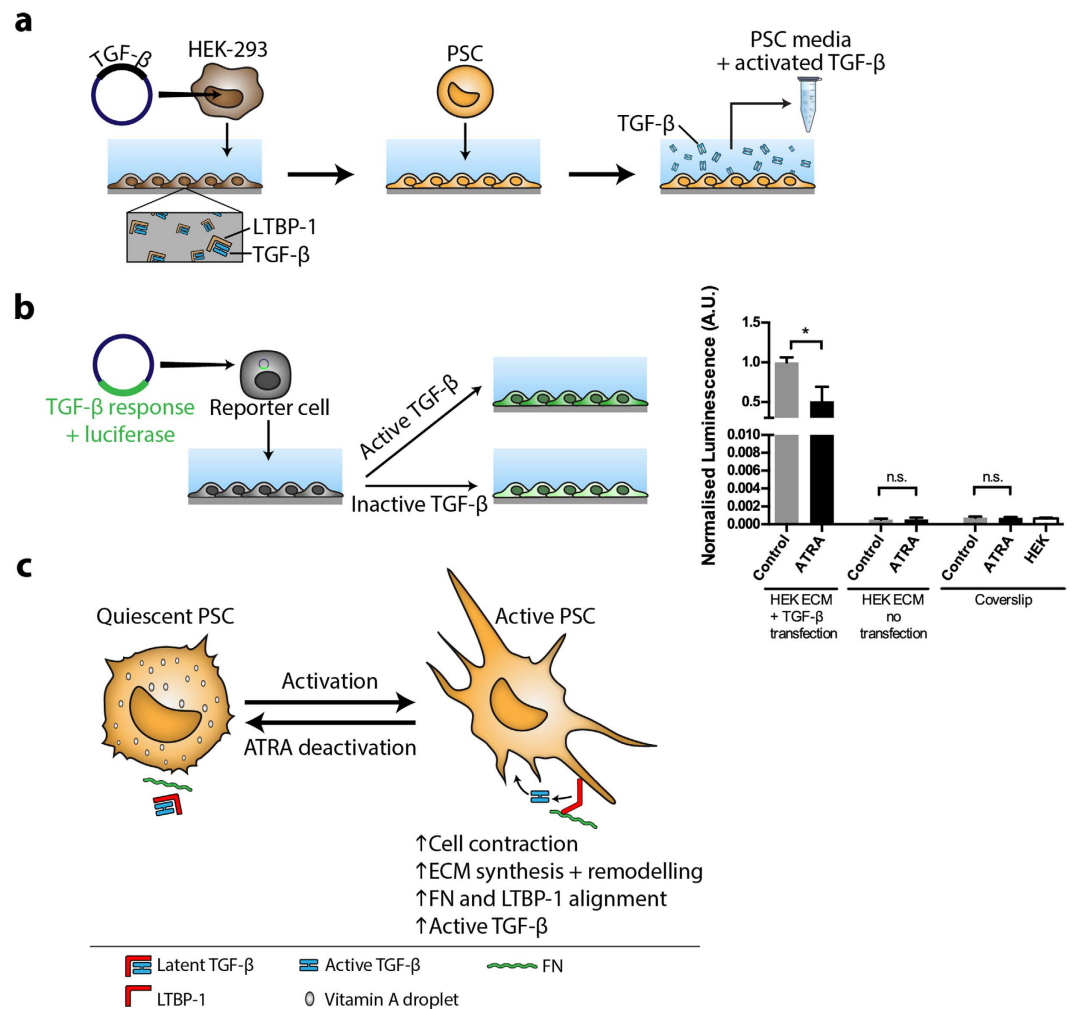 a
TGF-β
HEK-293
PSC
PSC media
+ activated TGF-β
TGF-β
LTBP-1
TGF-β
b
TGF-β response
+ luciferase
Reporter cell
Active TGF-β
Inactive TGF-β
Normalised Luminescence (A.U.)
1.5
1.0
0.5
0.010
0.008
0.006
0.004
0.002
0.000
*
n.s.
n.s.
Control
ATRA
Control
ATRA
Control
ATRA
HEK
HEK ECM
+ TGF-β
transfection
HEK ECM
no
transfection
Coverslip
c
Quiescent PSC
Active PSC
Activation
ATRA deactivation
↑Cell contraction
↑ECM synthesis + remodelling
↑FN and LTBP-1 alignment
↑Active TGF-β
Latent TGF-β
Active TGF-β
FN
LTBP-1
Vitamin A droplet